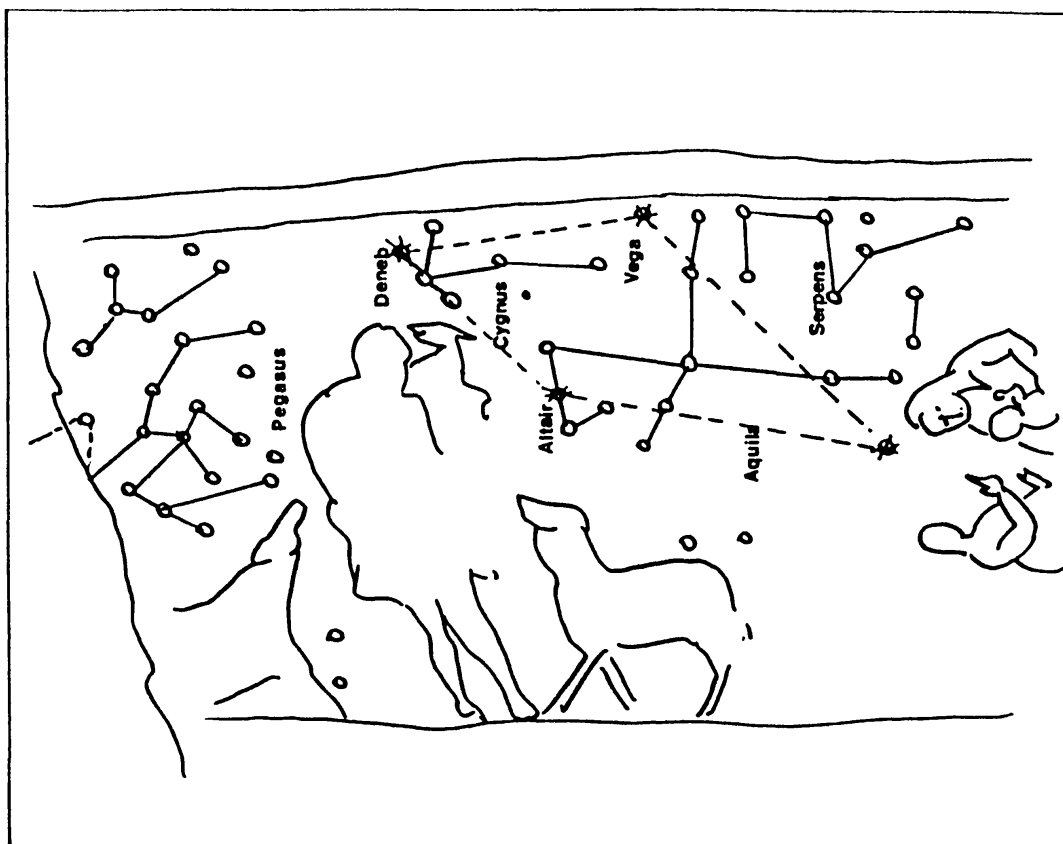 Pegasus
Deneb
Cygnus
Altair
Vega
Aquila
Serpens